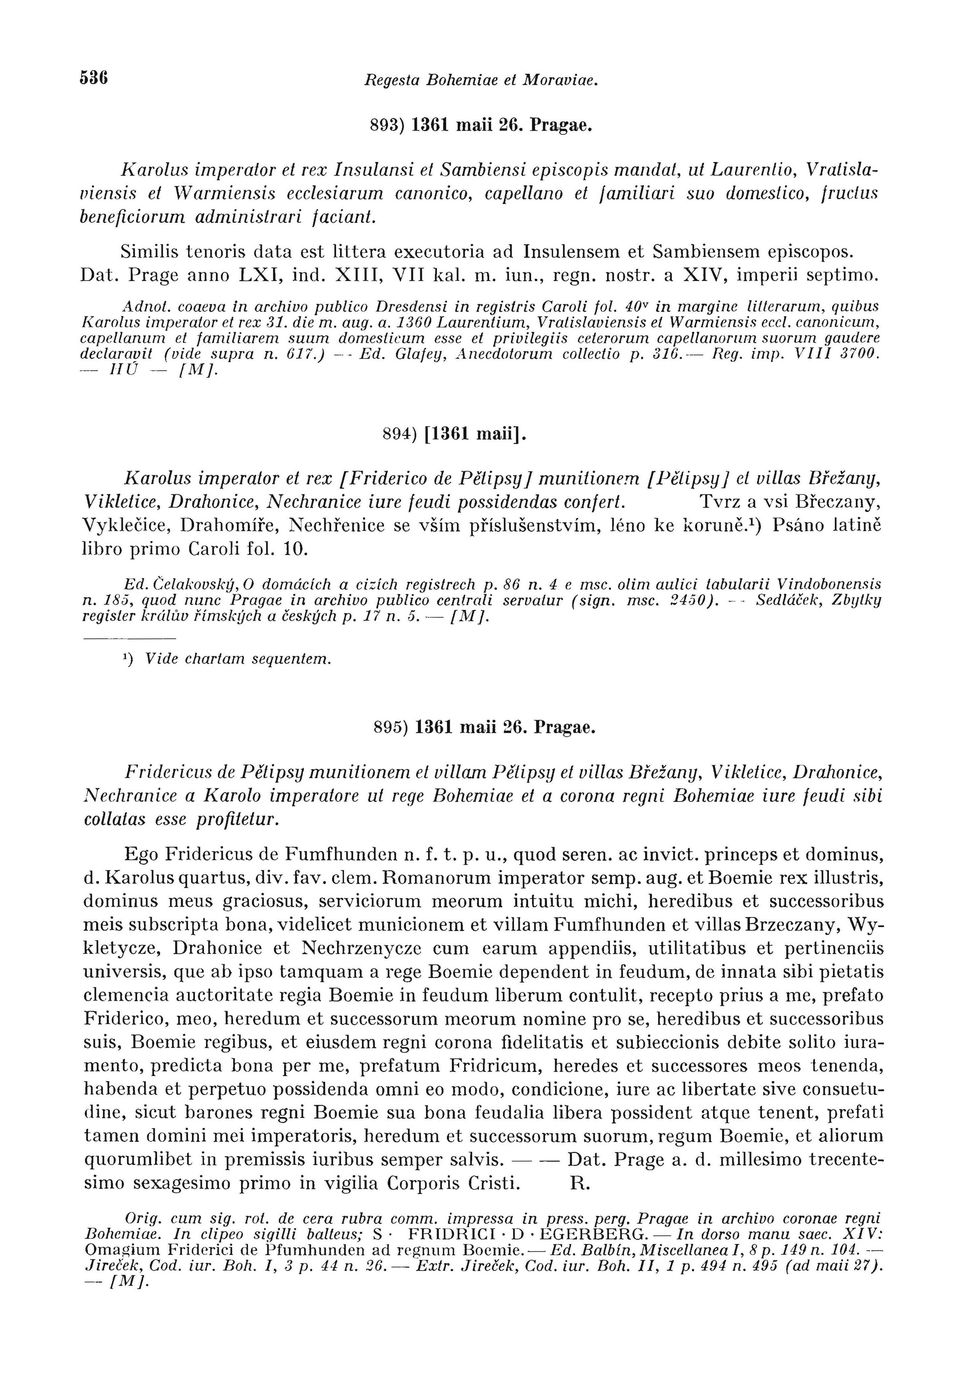 536 Regesta Bohemiae et Moraviae.
893) 1361 maii 26. Pragae.
Karolus imperator et rex Insulansi et Sambiensi episcopis mandat, ut Laurentio, Vratisla-
viensis et Warmiensis ecclesiarum canonico, capellano et familiari suo domestico, fructus
beneficiorum administrari faciant.
Similis tenoris data est littera executoria ad Insulensem et Sambiensem episcopos.
Dat. Prage anno LXI, ind. XIII, VII kal. m. iun., regn. nostr. a XIV, imperii septimo.
Adnot. coaeva in archivo publico Dresdensi in registris Caroli fol. 40v in margine litterarum, quibus
Karolus imperator et rex 31. die m. aug. a. 1360 Laurentium, Vratislaviensis et Warmiensis eccl. canonicum,
capellanum et familiarem suum domesticum esse et privilegiis ceterorum capellanorum suorum gaudere
declaravit (vide supra n. 617.) -- Ed. Glafey, Anecdotorum collectio p. 316. — Reg. imp. VIII 3700.
— HÚ — [M].
894) [1361 maii].
Karolus imperator et rex [Friderico de Pětipsy] munitionem [Pětipsy] et villas Břežany,
Vikletice, Drahonice, Nechranice iure feudi possidendas confert. Tvrz a vsi Břeczany,
Vyklečice, Drahomíře, Nechřenice se vším příslušenstvím, léno ke koruně.¹) Psáno latině
libro primo Caroli fol. 10.
Ed. Čelakovský, O domácích a cizích registrech p. 86 n. 4 e msc. olim aulici tabularii Vindobonensis
n. 185, quod nunc Pragae in archivo publico centrali servatur (sign. msc. 2450). -- Sedláček, Zbytky
register králův římských a českých p. 17 n. 5. — [M].
¹) Vide chartam sequentem.
895) 1361 maii 26. Pragae.
Fridericus de Pětipsy munitionem et villam Pětipsy et villas Břežany, Vikletice, Drahonice,
Nechranice a Karolo imperatore ut rege Bohemiae et a corona regni Bohemiae iure feudi sibi
collatas esse profitetur.
Ego Fridericus de Fumfhunden n. f. t. p. u., quod seren. ac invict. princeps et dominus,
d. Karolus quartus, div. fav. clem. Romanorum imperator semp. aug. et Boemie rex illustris,
dominus meus graciosus, serviciorum meorum intuitu michi, heredibus et successoribus
meis subscripta bona, videlicet municionem et villam Fumfhunden et villas Brzeczany, Wy-
kletycze, Drahonice et Nechrzenycze cum earum appendiis, utilitatibus et pertinenciis
universis, que ab ipso tamquam a rege Boemie dependent in feudum, de innata sibi pietatis
clemencia auctoritate regia Boemie in feudum liberum contulit, recepto prius a me, prefato
Friderico, meo, heredum et successorum meorum nomine pro se, heredibus et successoribus
suis, Boemie regibus, et eiusdem regni corona fidelitatis et subieccionis debite solito iura-
mento, predicta bona per me, prefatum Fridricum, heredes et successores meos tenenda,
habenda et perpetuo possidenda omni eo modo, condicione, iure ac libertate sive consuetu-
dine, sicut barones regni Boemie sua bona feudalia libera possident atque tenent, prefati
tamen domini mei imperatoris, heredum et successorum suorum, regum Boemie, et aliorum
quorumlibet in premissis iuribus semper salvis. — — Dat. Prage a. d. millesimo trecente-
simo sexagesimo primo in vigilia Corporis Cristi. R.
Orig. cum sig. rot. de cera rubra comm. impressa in press. perg. Pragae in archivo coronae regni
Bohemiae. In clipeo sigilli balteus; S · FRIDRICI · D · EGERBERG. — In dorso manu saec. XIV:
Omagium Friderici de Pfumhunden ad regnum Boemie. — Ed. Balbín, Miscellanea I, 8 p. 149 n. 104. —
Jireček, Cod. iur. Boh. I, 3 p. 44 n. 26. — Extr. Jireček, Cod. iur. Boh. II, 1 p. 494 n. 495 (ad maii 27).
— [M].